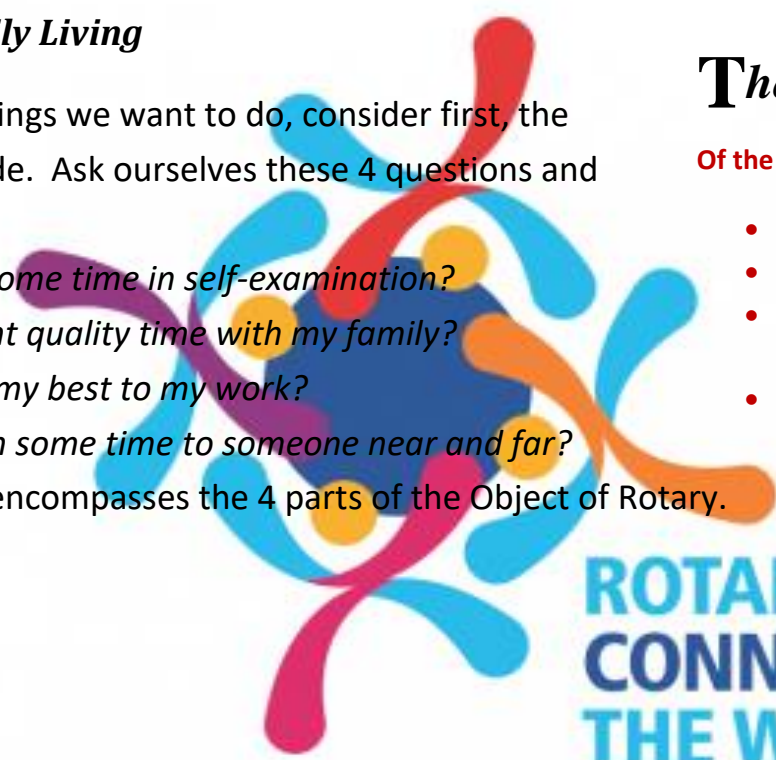 lly Living
ings we want to do, consider first, the
de. Ask ourselves these 4 questions and
ome time in self-examination?
nt quality time with my family?
my best to my work?
n some time to someone near and far?
encompasses the 4 parts of the Object of Rotary.
The
Of the
ROTA
CONN
THE W